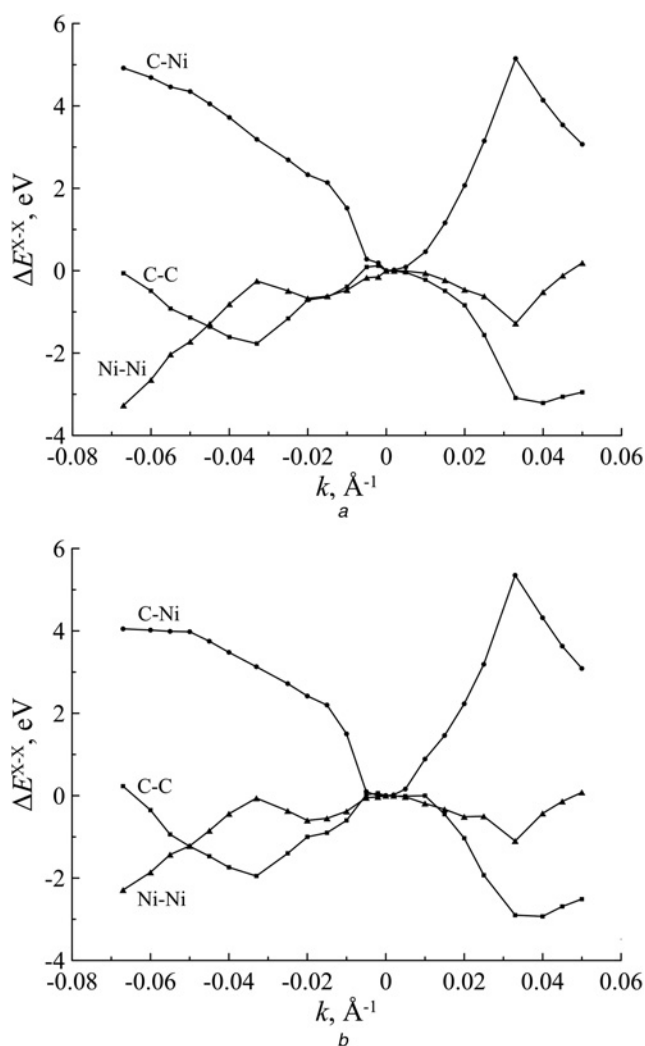 6
4
2
0
-2
-4
ΔE^X-X, eV
C-Ni
C-C
Ni-Ni
-0.08 -0.06 -0.04 -0.02 0 0.02 0.04 0.06
k, Å^-1
a
6
4
2
0
-2
-4
ΔE^X-X, eV
C-Ni
C-C
Ni-Ni
-0.08 -0.06 -0.04 -0.02 0 0.02 0.04 0.06
k, Å^-1
b